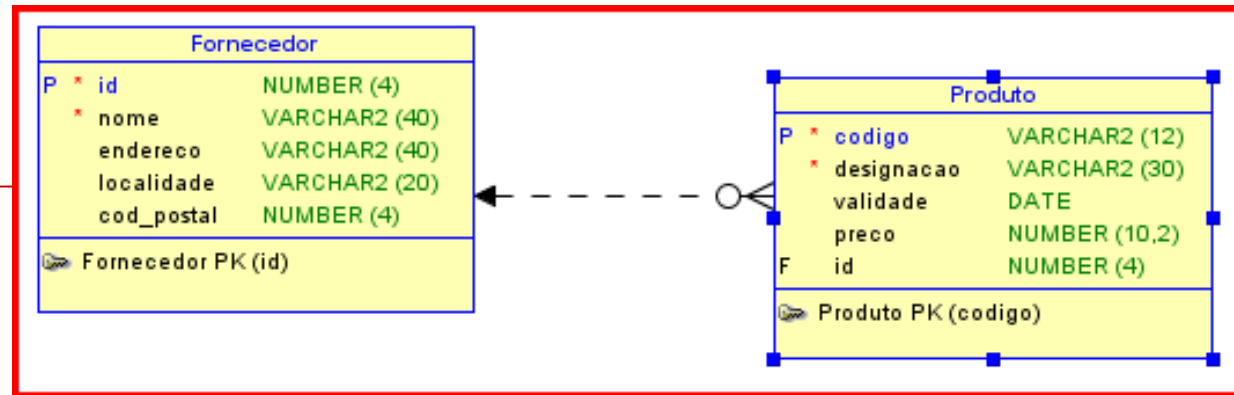 Fornecedor
P * id NUMBER (4)
* nome VARCHAR2 (40)
endereco VARCHAR2 (40)
localidade VARCHAR2 (20)
cod_postal NUMBER (4)
Fornecedor PK (id)
Produto
P * codigo VARCHAR2 (12)
* designacao VARCHAR2 (30)
validade DATE
preco NUMBER (10,2)
F id NUMBER (4)
Produto PK (codigo)